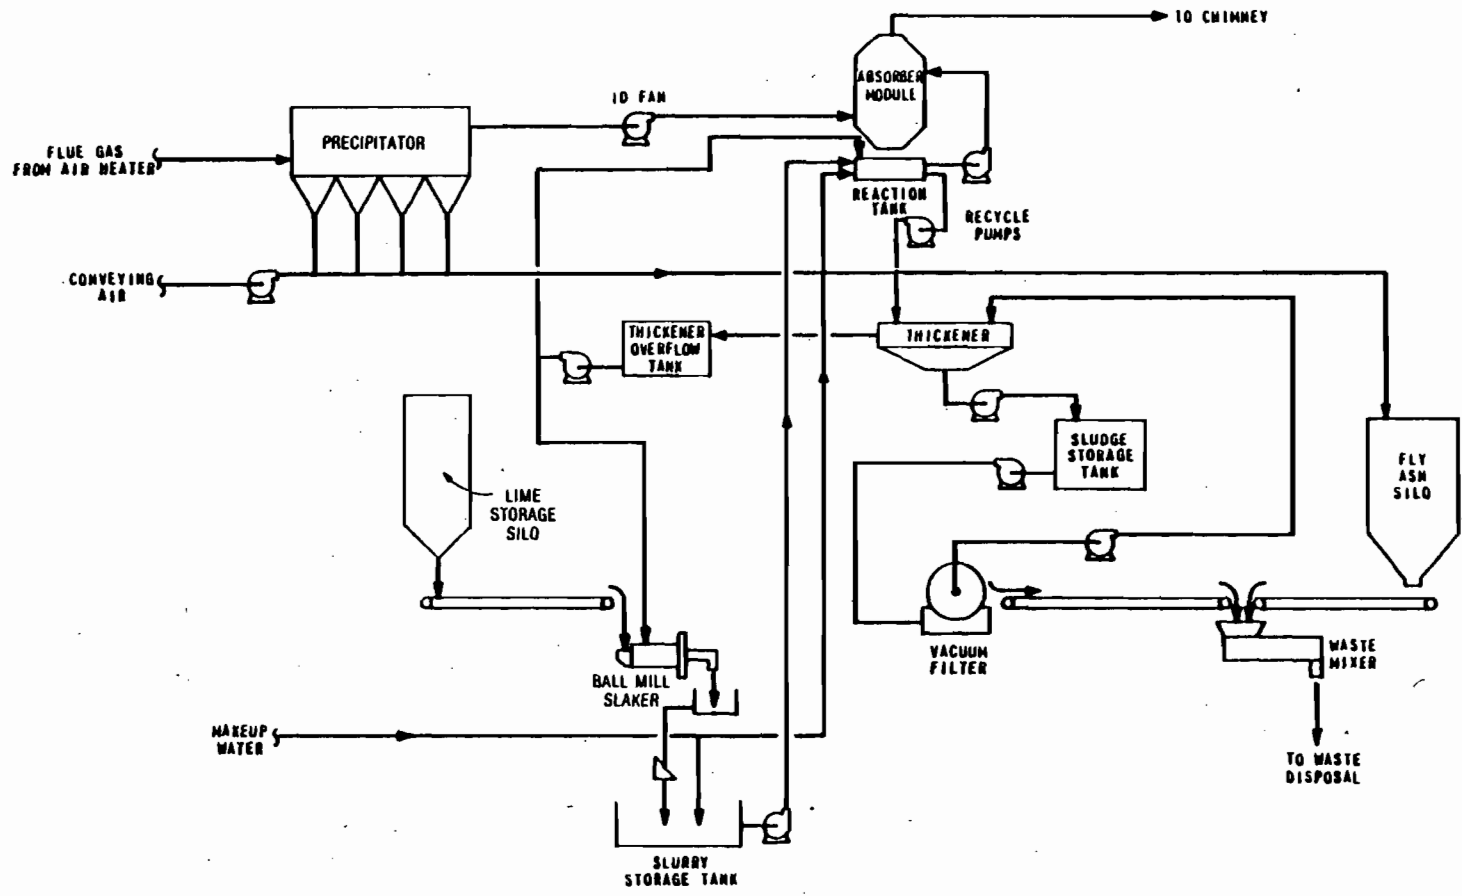 TO CHIMNEY
ABSORBER
MODULE
ID FAN
PRECIPITATOR
FLUE GAS
FROM AIR HEATER
REACTION
TANK
RECYCLE
PUMPS
CONVEYING
AIR
THICKENER
OVERFLOW
TANK
THICKENER
SLUDGE
STORAGE
TANK
FLY
ASH
SILO
LIME
STORAGE
SILO
VACUUM
FILTER
WASTE
MIXER
BALL MILL
SLAKER
MAKEUP
WATER
TO WASTE
DISPOSAL
SLURRY
STORAGE TANK